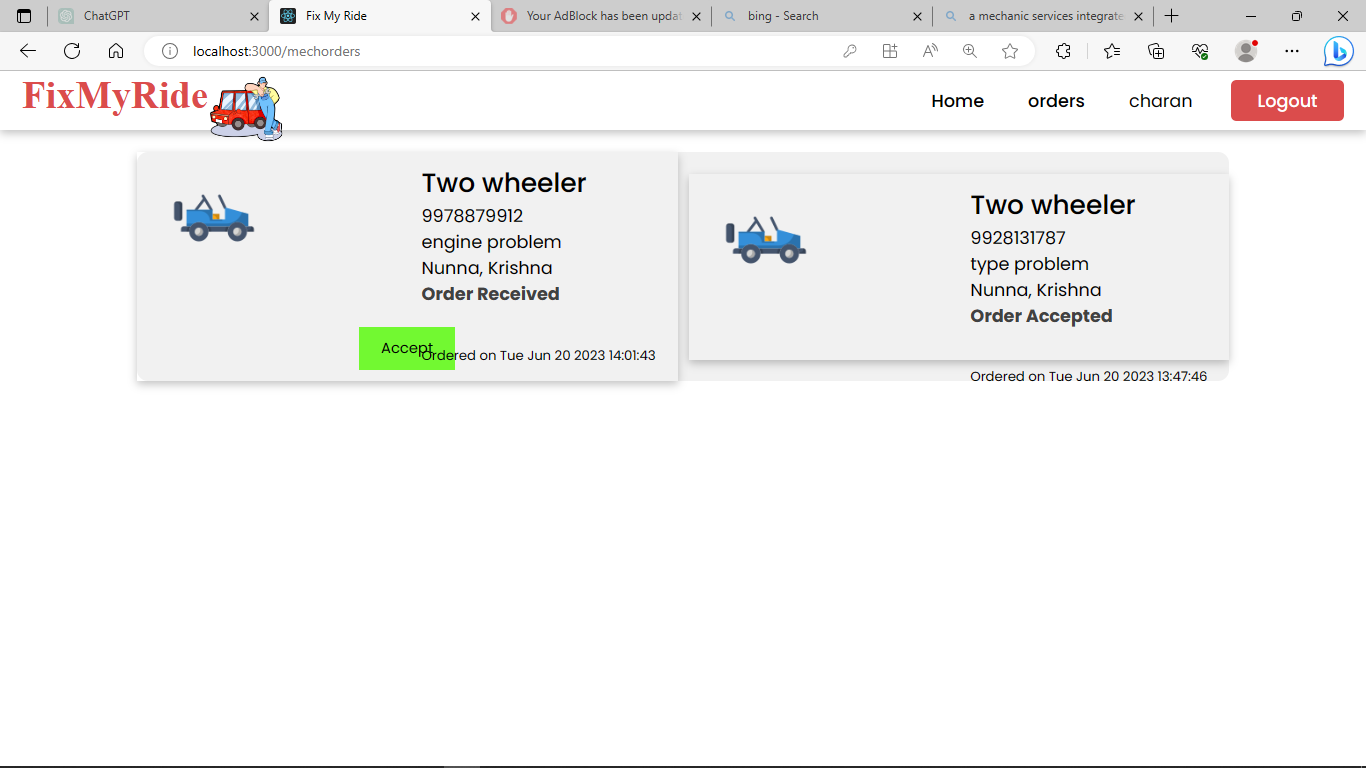 ChatGPT
Fix My Ride
Your AdBlock has been updat
bing - Search
a mechanic services integrate
localhost:3000/mechorders
FixMyRide
Home
orders
charan
Logout
Two wheeler
9978879912
engine problem
Nunna, Krishna
Order Received
Accept
Ordered on Tue Jun 20 2023 14:01:43
Two wheeler
9928131787
type problem
Nunna, Krishna
Order Accepted
Ordered on Tue Jun 20 2023 13:47:46